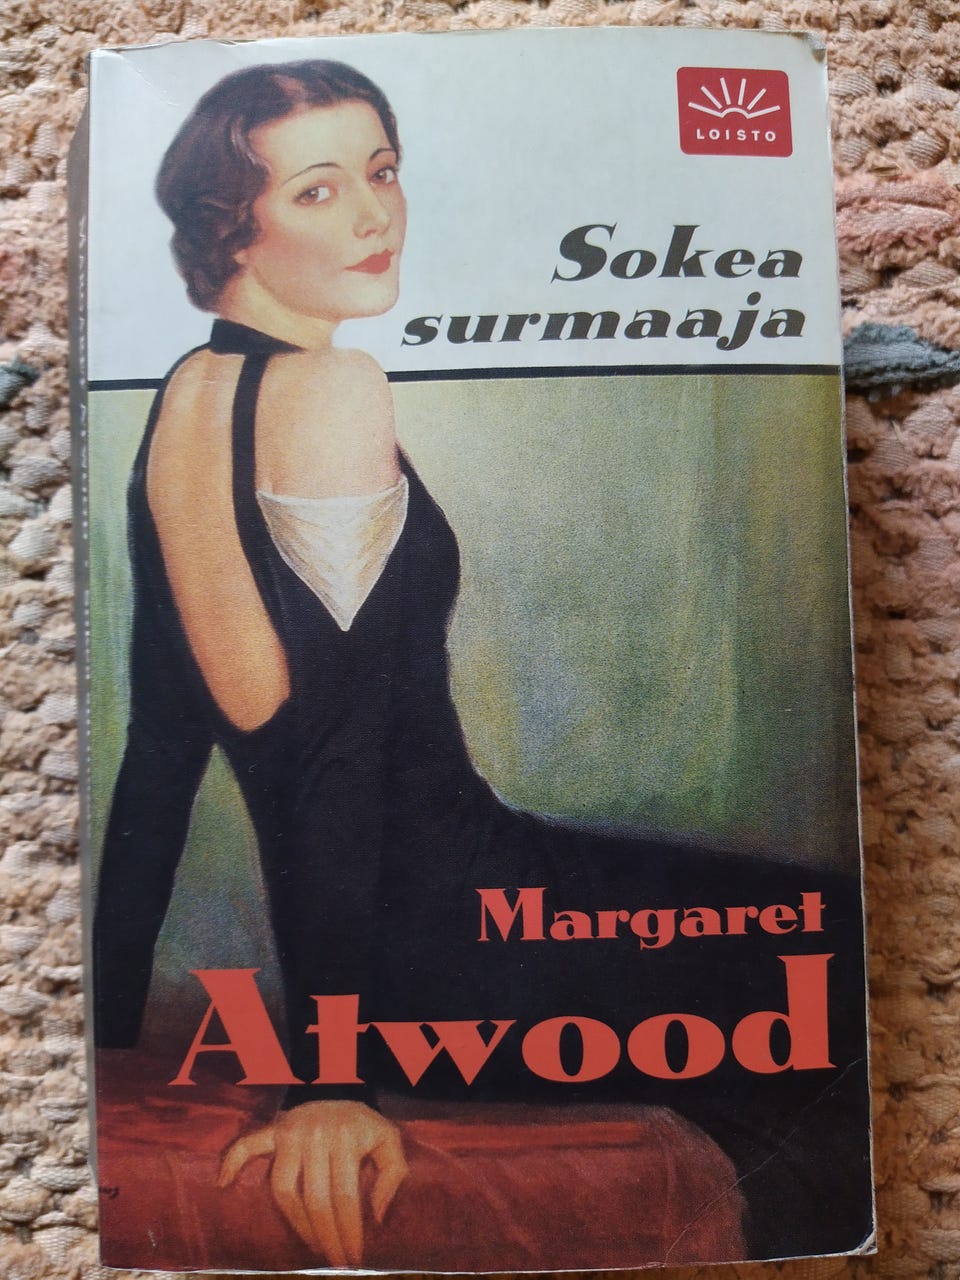 LOISTO
Sokea
surmaaja
Margaret
Atwood